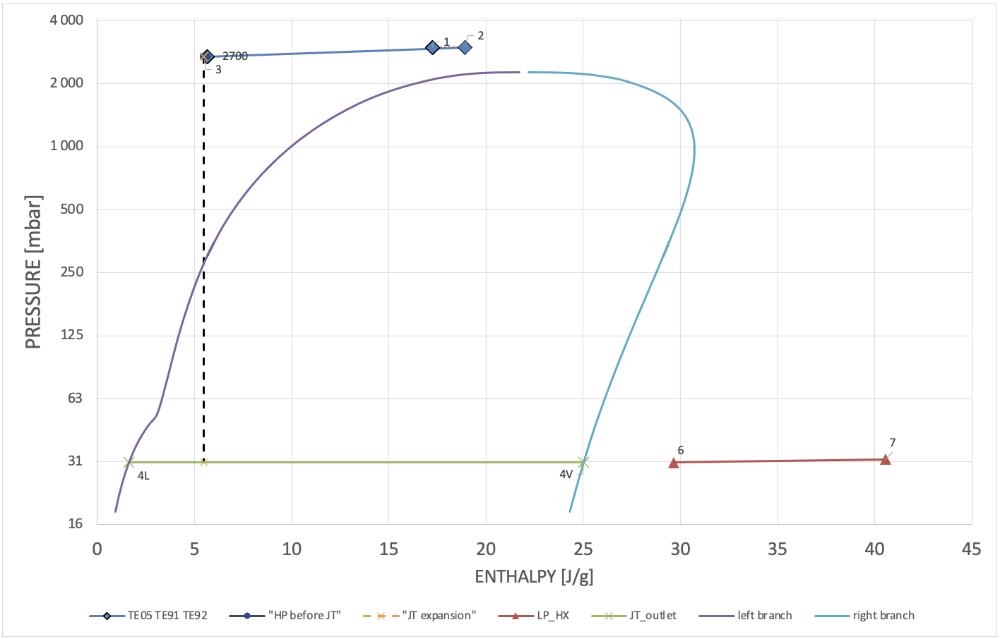 4 000
2 000
1 000
500
250
125
63
31
16
PRESSURE [mbar]
1
2
2700
3
4L
4V
6
7
0 5 10 15 20 25 30 35 40 45
ENTHALPY [J/g]
TE05 TE91 TE92 "HP before JT" "JT expansion" LP_HX JT_outlet left branch right branch